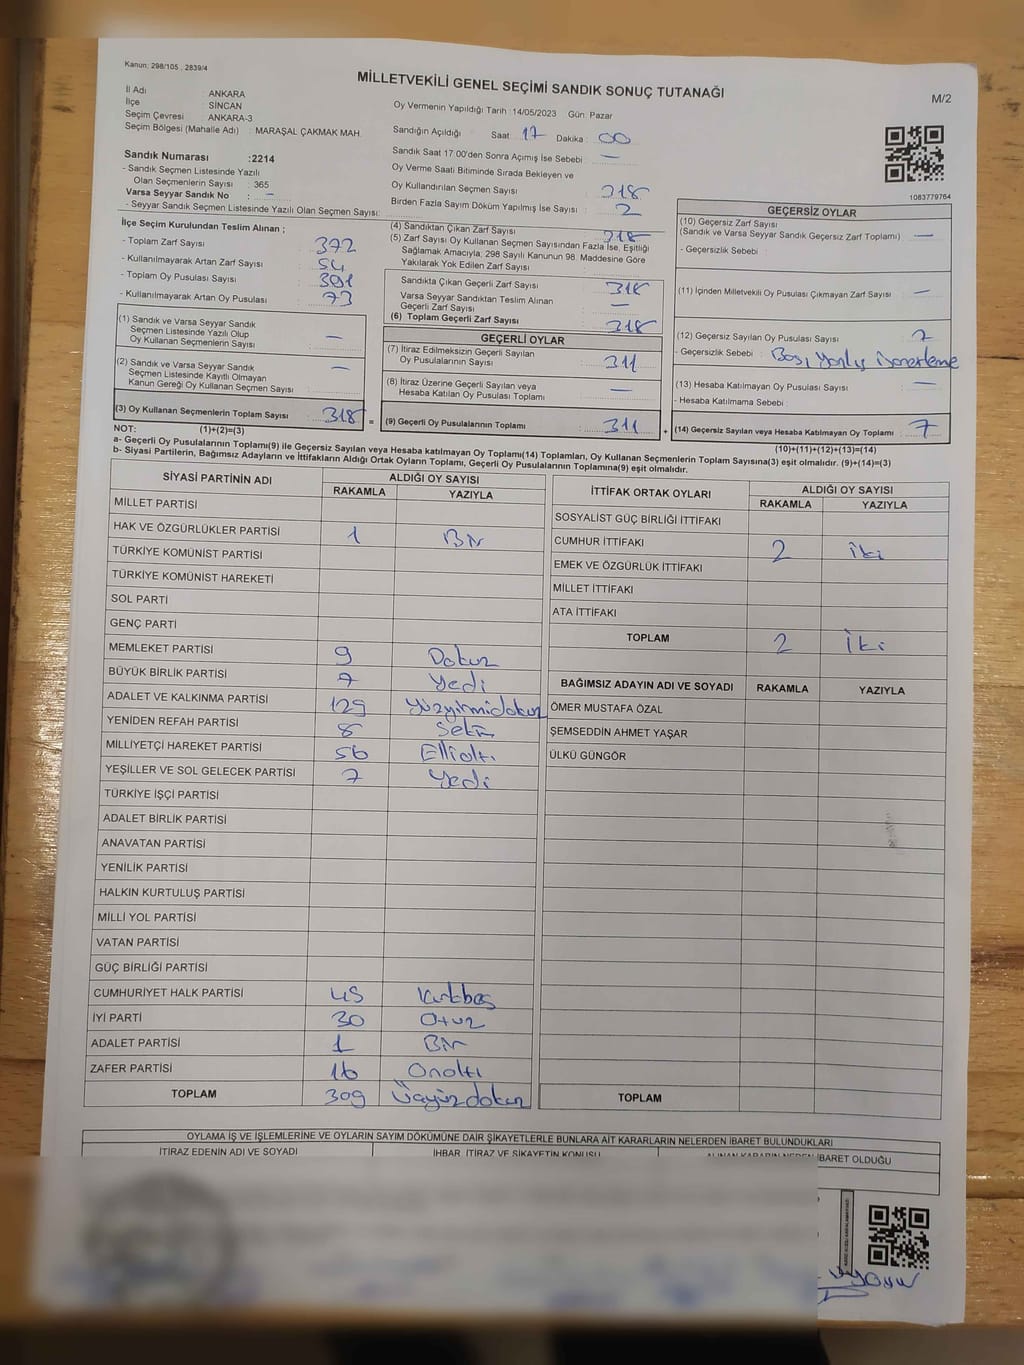 Kanun; 298/105 , 2839/4
MİLLETVEKİLİ GENEL SEÇİMİ SANDIK SONUÇ TUTANAĞI
M/2
İl Adı : ANKARA
İlçe : SİNCAN
Seçim Çevresi : ANKARA-3
Seçim Bölgesi (Mahalle Adı) : MARAŞAL ÇAKMAK MAH.
Oy Vermenin Yapıldığı Tarih : 14/05/2023 Gün: Pazar
Sandığın Açıldığı : Saat 17 Dakika : 00
Sandık Saat 17:00'den Sonra Açımış İse Sebebi : —
Oy Verme Saati Bitiminde Sırada Bekleyen ve
Oy Kullandırılan Seçmen Sayısı : 318
Birden Fazla Sayım Döküm Yapılmış İse Sayısı : 2
Sandık Numarası :2214
- Sandık Seçmen Listesinde Yazılı
Olan Seçmenlerin Sayısı : 365
Varsa Seyyar Sandık No : —
- Seyyar Sandık Seçmen Listesinde Yazılı Olan Seçmen Sayısı:
1083779764
İlçe Seçim Kurulundan Teslim Alınan ;
- Toplam Zarf Sayısı : 372
- Kullanılmayarak Artan Zarf Sayısı : 54
- Toplam Oy Pusulası Sayısı : 391
- Kullanılmayarak Artan Oy Pusulası : 73
(1) Sandık ve Varsa Seyyar Sandık
Seçmen Listesinde Yazılı Olup
Oy Kullanan Seçmenlerin Sayısı : —
(2) Sandık ve Varsa Seyyar Sandık
Seçmen Listesinde Kayıtlı Olmayan
Kanun Gereği Oy Kullanan Seçmen Sayısı : —
(3) Oy Kullanan Seçmenlerin Toplam Sayısı : 318
(4) Sandıktan Çıkan Zarf Sayısı : 318
(5) Zarf Sayısı Oy Kullanan Seçmen Sayısından Fazla İse, Eşitliği
Sağlamak Amacıyla; 298 Sayılı Kanunun 98. Maddesine Göre
Yakılarak Yok Edilen Zarf Sayısı :
Sandıkta Çıkan Geçerli Zarf Sayısı : 318
Varsa Seyyar Sandıktan Teslim Alınan
Geçerli Zarf Sayısı : —
(6) Toplam Geçerli Zarf Sayısı : 318
GEÇERLİ OYLAR
(7) İtiraz Edilmeksizin Geçerli Sayılan
Oy Pusulalarının Sayısı : 311
(8) İtiraz Üzerine Geçerli Sayılan veya
Hesaba Katılan Oy Pusulaları Toplamı : —
= (9) Geçerli Oy Pusulalarının Toplamı : 311
GEÇERSİZ OYLAR
(10) Geçersiz Zarf Sayısı
(Sandık ve Varsa Seyyar Sandık Geçersiz Zarf Toplamı) : —
- Geçersizlik Sebebi :
(11) İçinden Milletvekili Oy Pusulası Çıkmayan Zarf Sayısı : —
(12) Geçersiz Sayılan Oy Pusulası Sayısı : 7
- Geçersizlik Sebebi : Boş, Yanlış
(13) Hesaba Katılmayan Oy Pusulası Sayısı : —
- Hesaba Katılmama Sebebi :
+ (14) Geçersiz Sayılan veya Hesaba Katılmayan Oy Toplamı : 7
NOT: (1)+(2)=(3)
(10)+(11)+(12)+(13)=(14)
a- Geçerli Oy Pusulalarının Toplamı(9) ile Geçersiz Sayılan veya Hesaba katılmayan Oy Toplamı(14) Toplamları, Oy Kullanan Seçmenlerin Toplam Sayısına(3) eşit olmalıdır. (9)+(14)=(3)
b- Siyasi Partilerin, Bağımsız Adayların ve İttifakların Aldığı Ortak Oyların Toplamı, Geçerli Oy Pusulalarının Toplamına(9) eşit olmalıdır.
SİYASİ PARTİNİN ADI ALDIĞI OY SAYISI
RAKAMLA YAZIYLA
MİLLET PARTİSİ
HAK VE ÖZGÜRLÜKLER PARTİSİ 1 Bir
TÜRKİYE KOMÜNİST PARTİSİ
TÜRKİYE KOMÜNİST HAREKETİ
SOL PARTİ
GENÇ PARTİ
MEMLEKET PARTİSİ 9 Dokuz
BÜYÜK BİRLİK PARTİSİ 7 Yedi
ADALET VE KALKINMA PARTİSİ 129 Yüzyirmidokuz
YENİDEN REFAH PARTİSİ 8 Sekiz
MİLLİYETÇİ HAREKET PARTİSİ 56 Ellialtı
YEŞİLLER VE SOL GELECEK PARTİSİ 7 Yedi
TÜRKİYE İŞÇİ PARTİSİ
ADALET BİRLİK PARTİSİ
ANAVATAN PARTİSİ
YENİLİK PARTİSİ
HALKIN KURTULUŞ PARTİSİ
MİLLİ YOL PARTİSİ
VATAN PARTİSİ
GÜÇ BİRLİĞİ PARTİSİ
CUMHURİYET HALK PARTİSİ 45 Kırkbeş
İYİ PARTİ 30 Otuz
ADALET PARTİSİ 1 Bir
ZAFER PARTİSİ 16 Onaltı
TOPLAM 309 Üçyüzdokuz
İTTİFAK ORTAK OYLARI ALDIĞI OY SAYISI
RAKAMLA YAZIYLA
SOSYALİST GÜÇ BİRLİĞİ İTTİFAKI
CUMHUR İTTİFAKI 2 İki
EMEK VE ÖZGÜRLÜK İTTİFAKI
MİLLET İTTİFAKI
ATA İTTİFAKI
TOPLAM 2 İki
BAĞIMSIZ ADAYIN ADI VE SOYADI RAKAMLA YAZIYLA
ÖMER MUSTAFA ÖZAL
ŞEMSEDDİN AHMET YAŞAR
ÜLKÜ GÜNGÖR
TOPLAM
OYLAMA İŞ VE İŞLEMLERİNE VE OYLARIN SAYIM DÖKÜMÜNE DAİR ŞİKAYETLERLE BUNLARA AİT KARARLARIN NELERDEN İBARET BULUNDUKLARI
İTİRAZ EDENİN ADI VE SOYADI İHBAR, İTİRAZ VE ŞİKAYETİN KONUSU ALINAN KARARIN NEDEN İBARET OLDUĞU